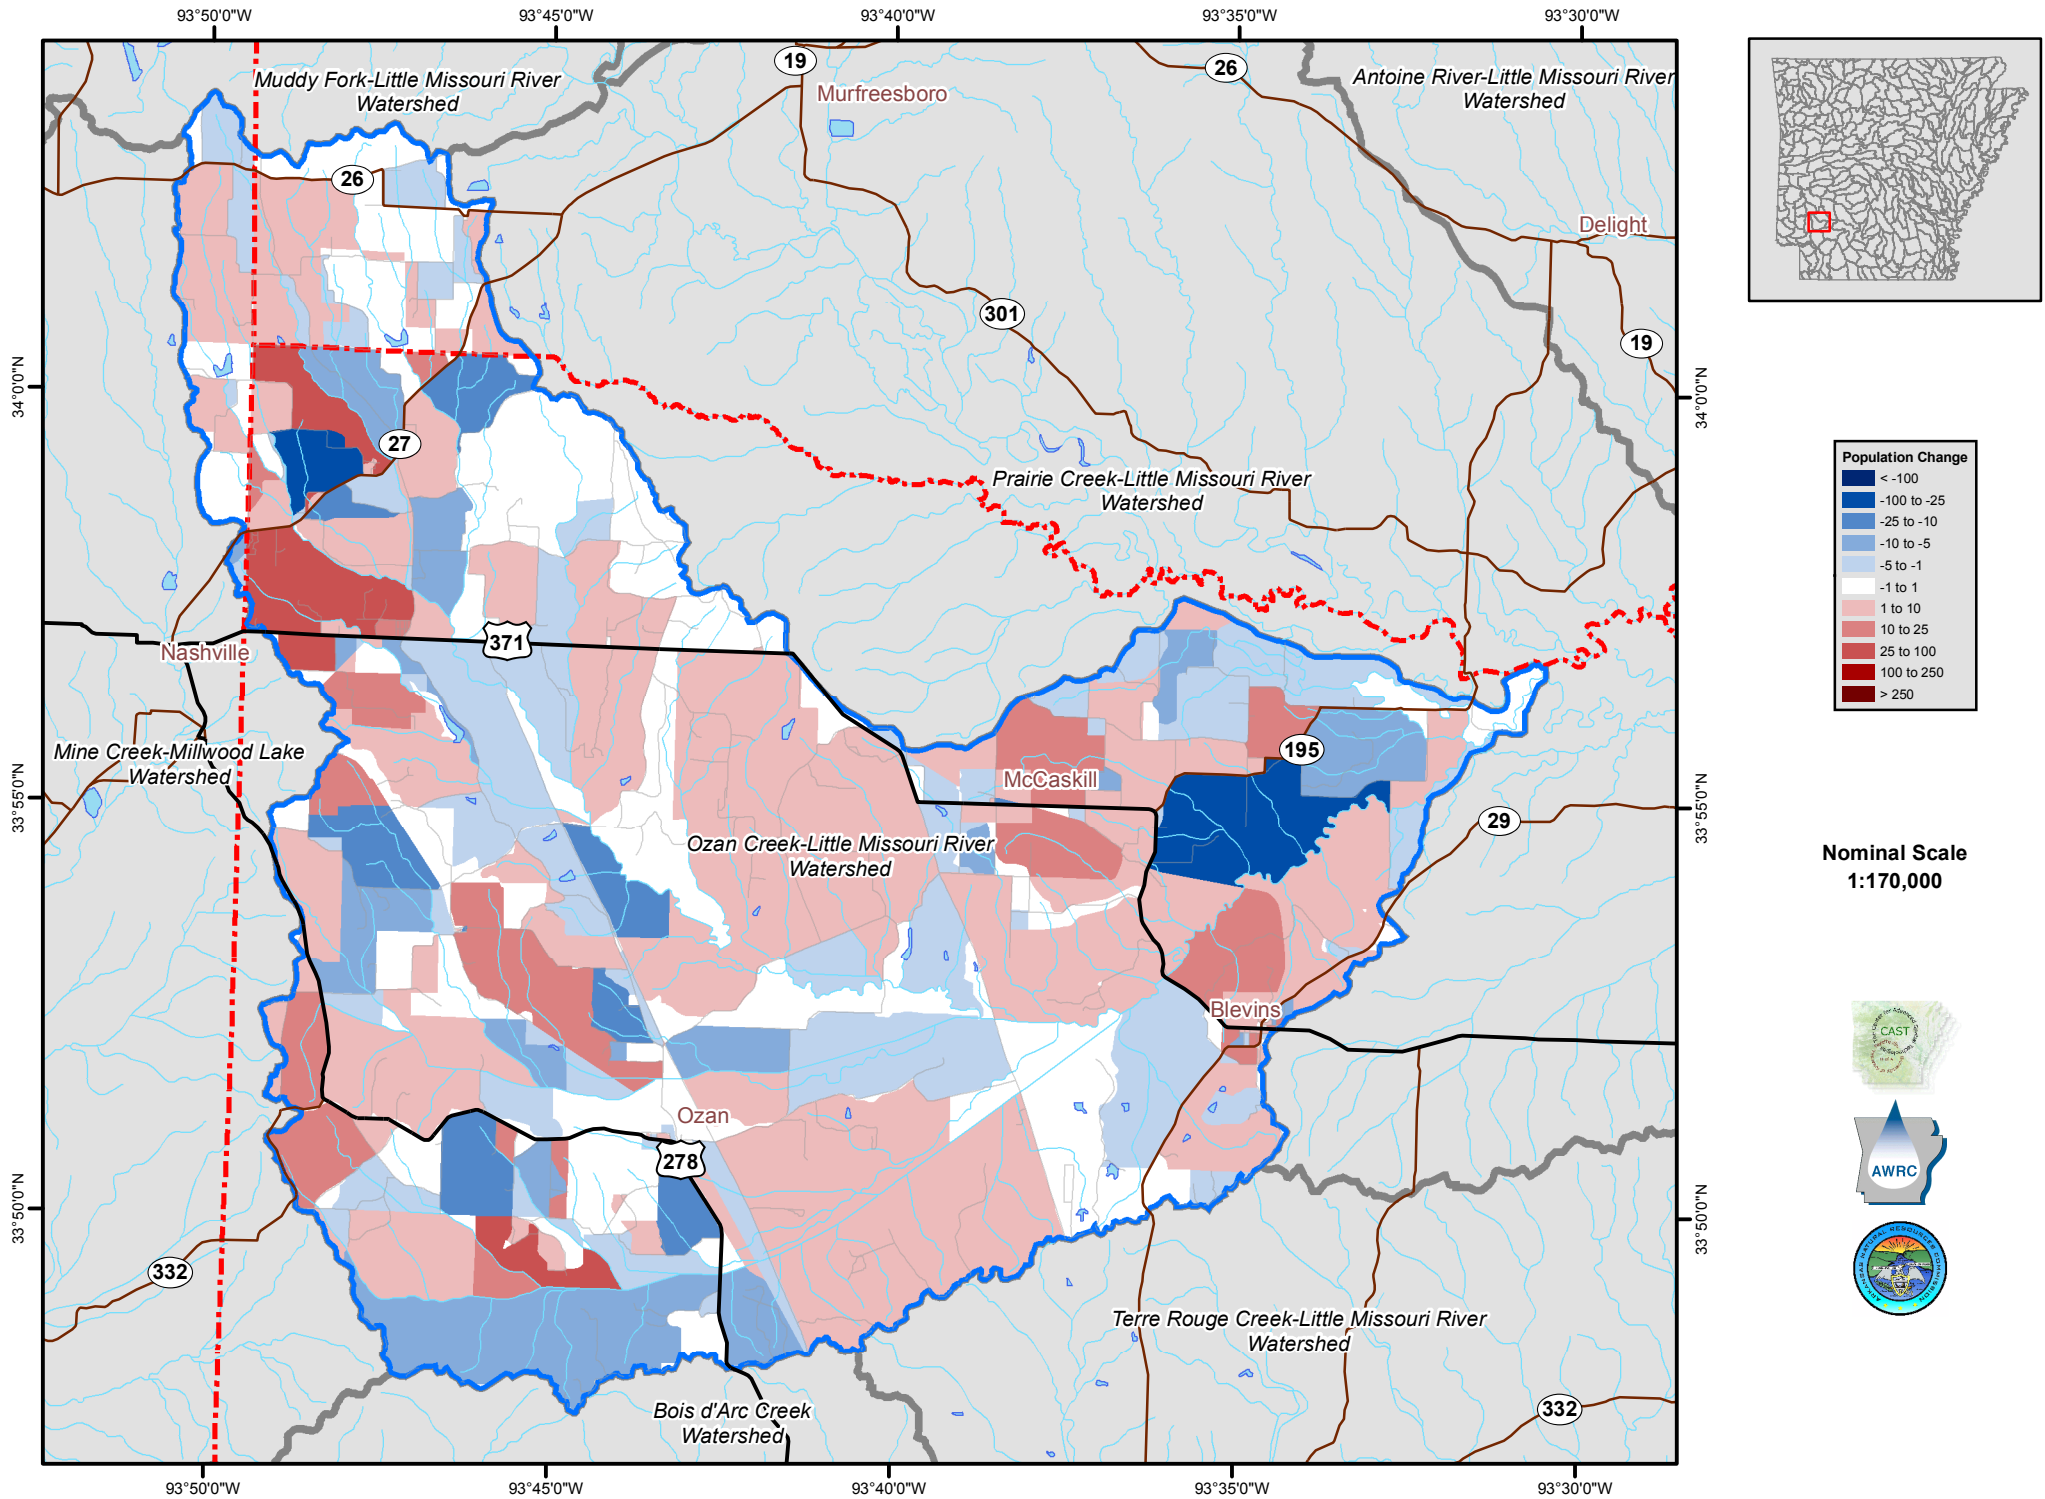 93°50'0"W
93°45'0"W
93°40'0"W
93°35'0"W
93°30'0"W
Muddy Fork-Little Missouri River
Watershed
19
Murfreesboro
26
Antoine River-Little Missouri River
Watershed
26
Delight
301
19
34°0'0"N
34°0'0"N
27
Prairie Creek-Little Missouri River
Watershed
Population Change
< -100
-100 to -25
-25 to -10
-10 to -5
-5 to -1
-1 to 1
1 to 10
10 to 25
25 to 100
100 to 250
> 250
371
Nashville
Mine Creek-Millwood Lake
Watershed
195
McCaskill
33°55'0"N
33°55'0"N
29
Ozan Creek-Little Missouri River
Watershed
Nominal Scale
1:170,000
Blevins
CAST
Ozan
278
AWRC
33°50'0"N
33°50'0"N
332
ARKANSAS NATURAL RESOURCES COMMISSION
Terre Rouge Creek-Little Missouri River
Watershed
Bois d'Arc Creek
Watershed
332
93°50'0"W
93°45'0"W
93°40'0"W
93°35'0"W
93°30'0"W